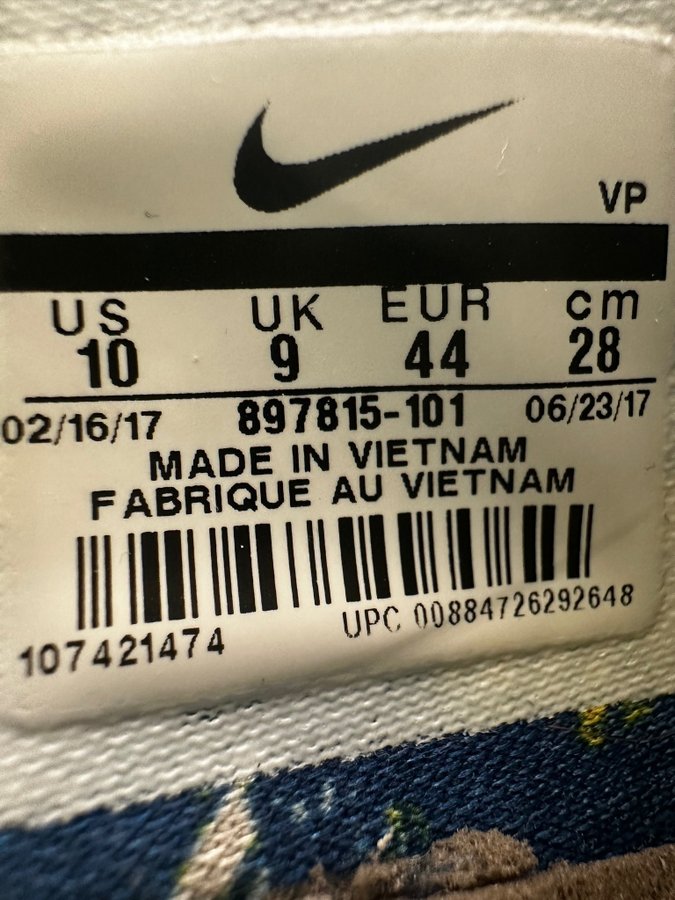 VP
US UK EUR cm
10 9 44 28
02/16/17 897815-101 06/23/17
MADE IN VIETNAM
FABRIQUE AU VIETNAM
107421474 UPC 00884726292648